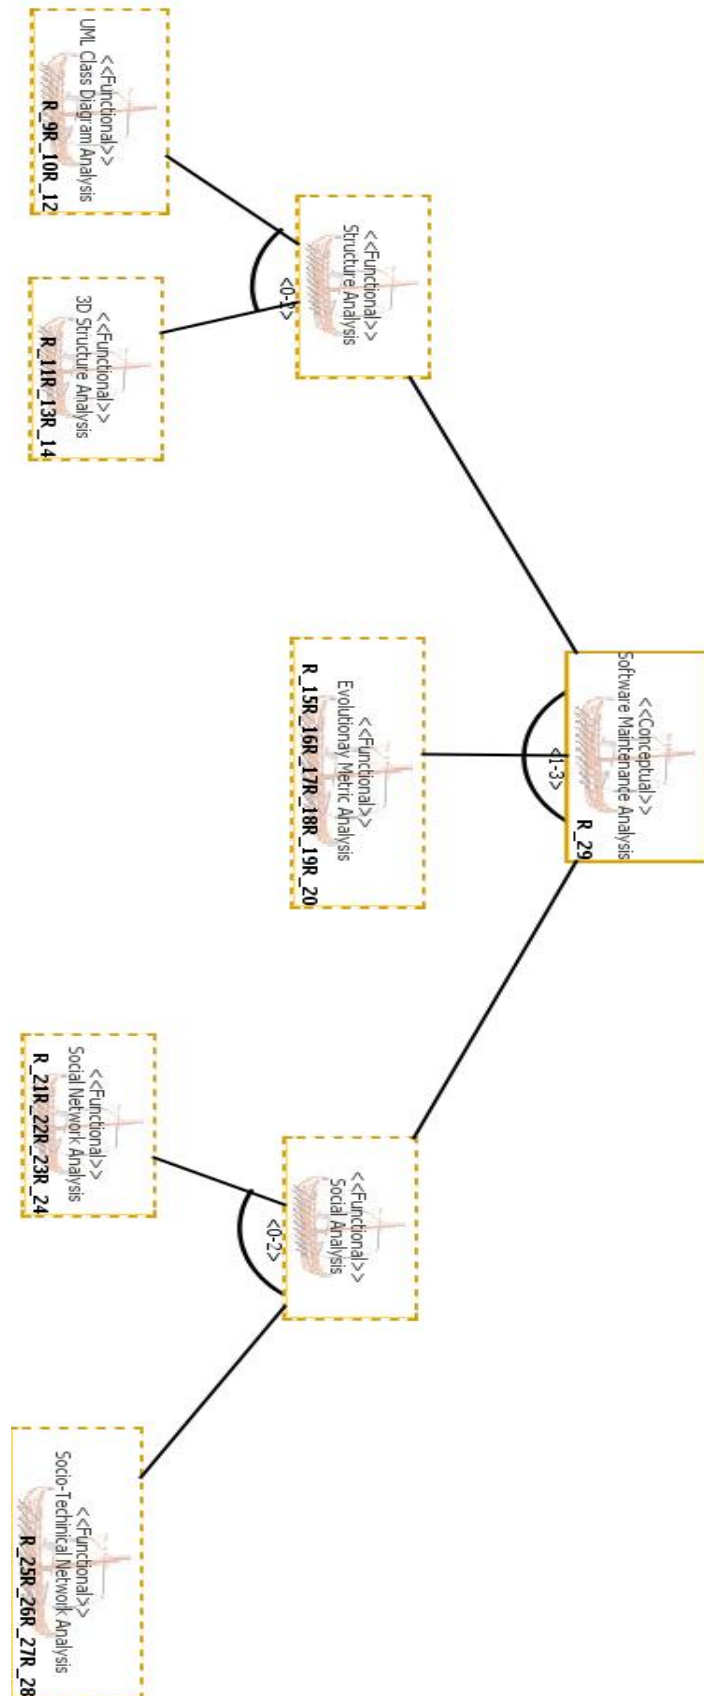 <<Conceptual>>
Software Maintenance Analysis
R_29
<1-3>
<<Functional>>
Structure Analysis
<0-2>
<<Functional>>
Evolutionay Metric Analysis
R_15R_16R_17R_18R_19R_20
<<Functional>>
Social Analysis
<0-2>
<<Functional>>
UML Class Diagram Analysis
R_9R_10R_12
<<Functional>>
3D Structure Analysis
R_11R_13R_14
<<Functional>>
Social Network Analysis
R_21R_22R_23R_24
<<Functional>>
Socio-Techinical Network Analysis
R_25R_26R_27R_28